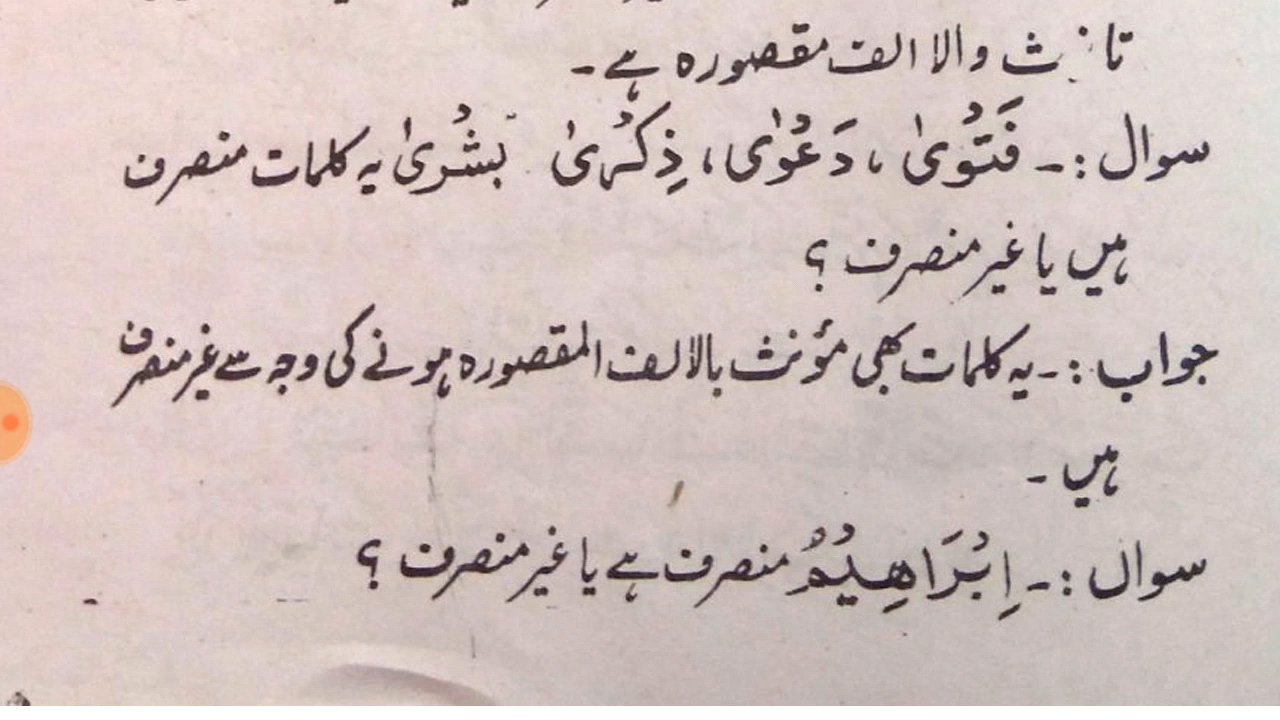 تانیث والا الف مقصورہ ہے۔
سوال :۔ فَتْوٰی ، دَعْوٰی ، ذِکْرٰی بُشْرٰی یہ کلمات منصرف
ہیں یا غیر منصرف ؟
جواب :۔ یہ کلمات بھی مؤنث بالالف المقصورہ ہونے کی وجہ سے غیر منصرف
ہیں ۔
سوال :۔ اِبْرَاهِیْمُ منصرف ہے یا غیر منصرف ؟